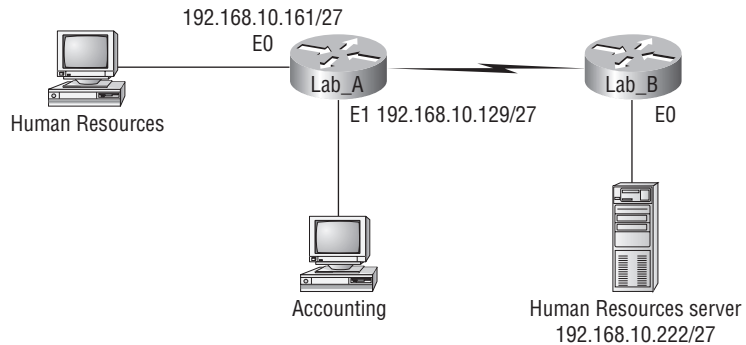 192.168.10.161/27
E0
Lab_A
Lab_B
Human Resources
E1 192.168.10.129/27
E0
Accounting
Human Resources server
192.168.10.222/27